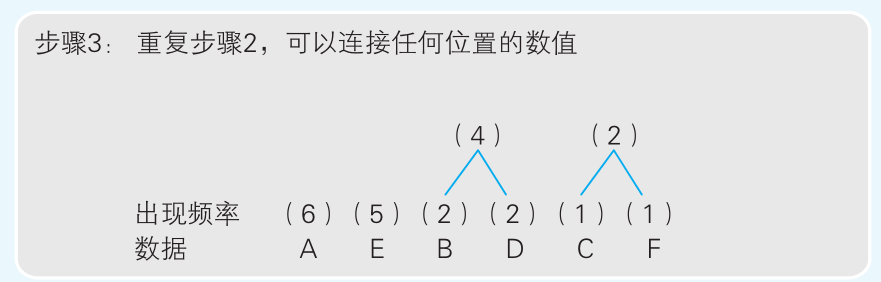 步骤3： 重复步骤2，可以连接任何位置的数值
（4） （2）
出现频率 （6）（5）（2）（2）（1）（1）
数据 A E B D C F